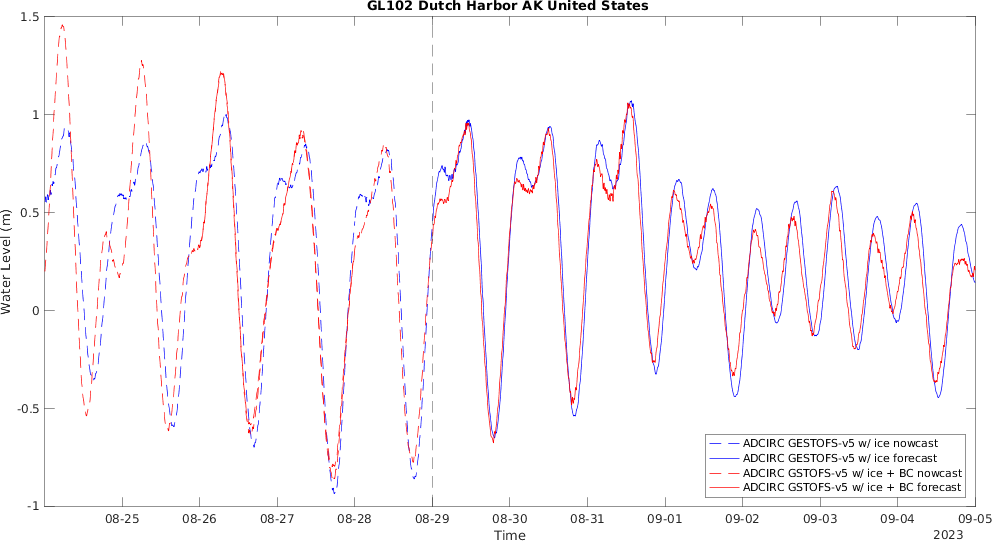 GL102 Dutch Harbor AK United States
1.5
1
0.5
0
-0.5
-1
Water Level (m)
ADCIRC GESTOFS-v5 w/ ice nowcast
ADCIRC GESTOFS-v5 w/ ice forecast
ADCIRC GSTOFS-v5 w/ ice + BC nowcast
ADCIRC GSTOFS-v5 w/ ice + BC forecast
08-25 08-26 08-27 08-28 08-29 08-30 08-31 09-01 09-02 09-03 09-04 09-05
Time 2023